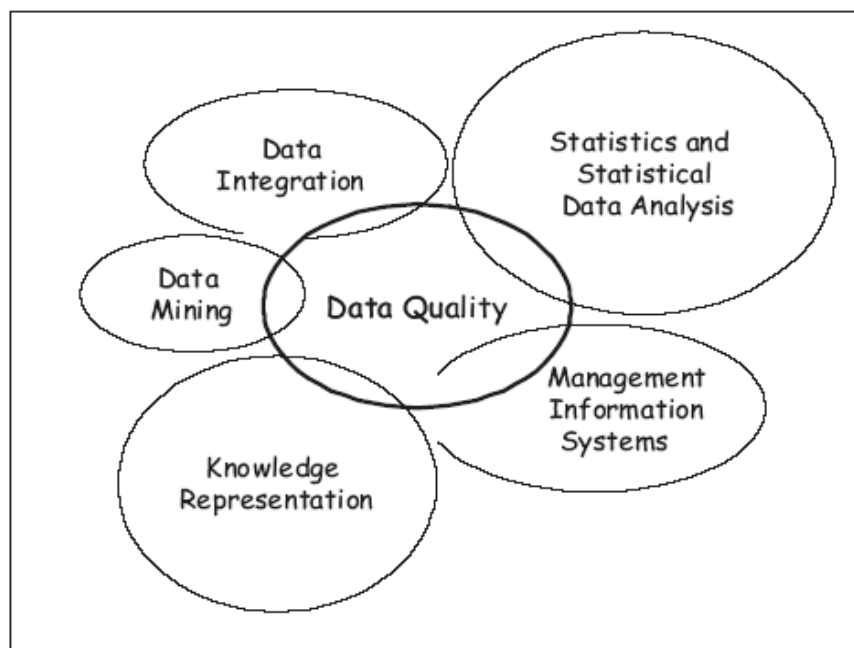 Data
Integration
Statistics and
Statistical
Data Analysis
Data
Mining
Data Quality
Management
Information
Systems
Knowledge
Representation